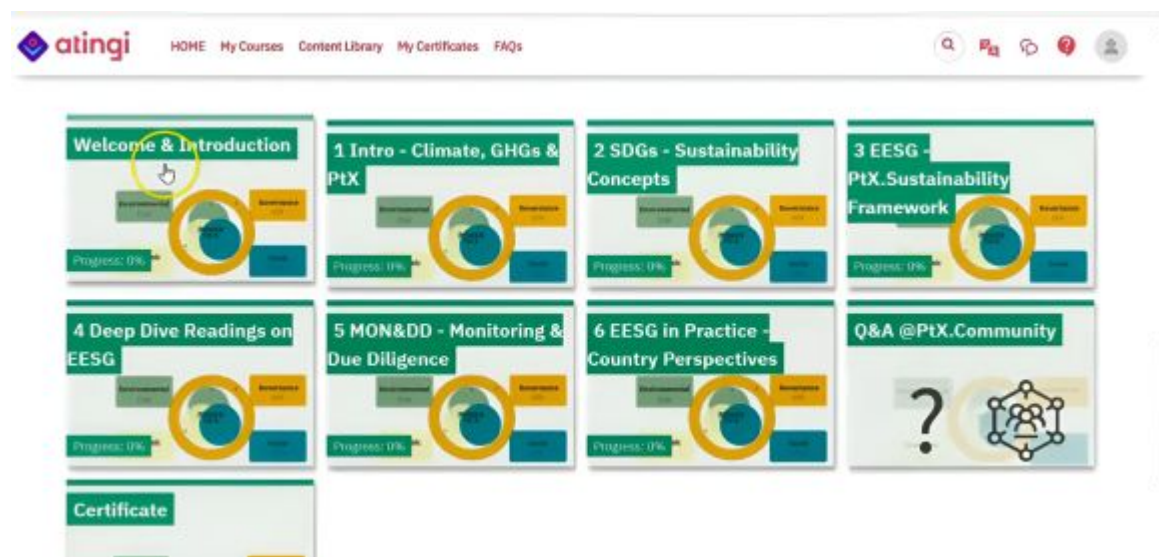 atingi HOME My Courses Content Library My Certificates FAQs
Welcome & Introduction
Progress: 0%
1 Intro - Climate, GHGs &
PtX
Progress: 0%
2 SDGs - Sustainability
Concepts
Progress: 0%
3 EESG -
PtX.Sustainability
Framework
Progress: 0%
4 Deep Dive Readings on
EESG
Progress: 0%
5 MON&DD - Monitoring &
Due Diligence
Progress: 0%
6 EESG in Practice -
Country Perspectives
Progress: 0%
Q&A @PtX.Community
?
Certificate